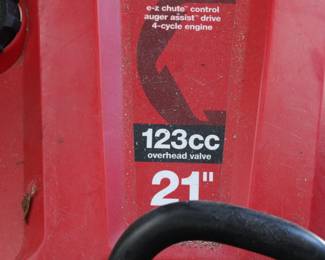 e-z chute™ control
auger assist™ drive
4-cycle engine
123cc
overhead valve
21"